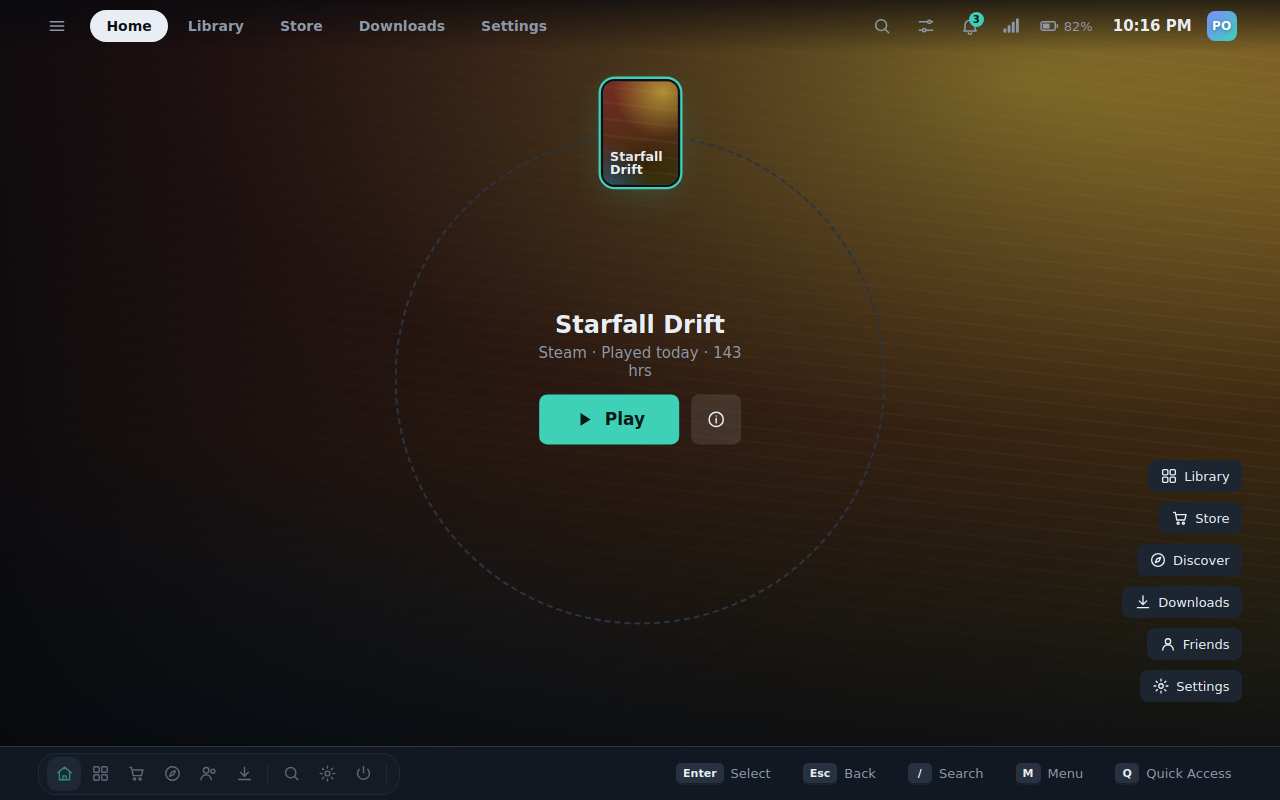 Home Library Store Downloads Settings 3 82% 10:16 PM PO
Starfall
Drift
Starfall Drift
Steam · Played today · 143
hrs
Play
Library
Store
Discover
Downloads
Friends
Settings
Enter Select Esc Back / Search M Menu Q Quick Access